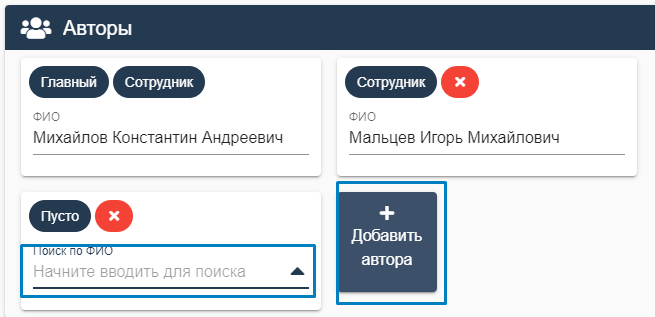 Авторы
Главный Сотрудник
ФИО
Михайлов Константин Андреевич
Сотрудник
ФИО
Мальцев Игорь Михайлович
Пусто
Поиск по ФИО
Начните вводить для поиска
Добавить
автора